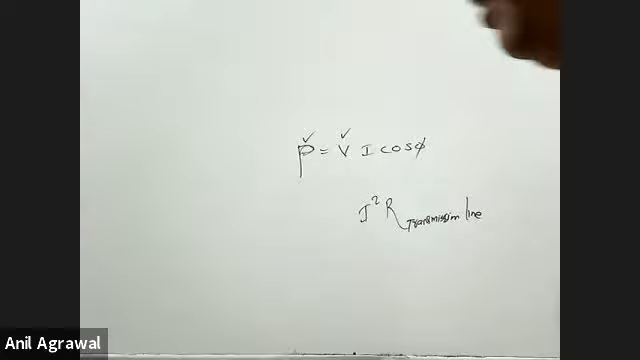 ✓ ✓
P = V I cosϕ
I² R Transmission line
Anil Agrawal